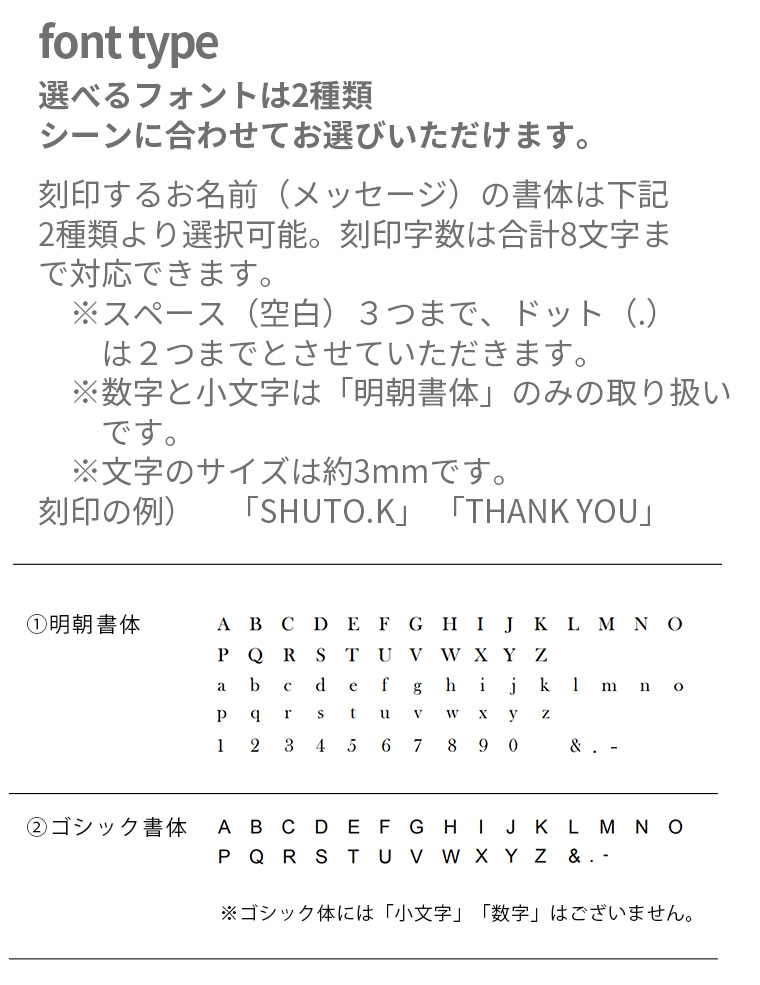 font type
選べるフォントは2種類
シーンに合わせてお選びいただけます。
刻印するお名前（メッセージ）の書体は下記
2種類より選択可能。刻印字数は合計8文字ま
で対応できます。
※スペース（空白）３つまで、ドット（.）
は２つまでとさせていただきます。
※数字と小文字は「明朝書体」のみの取り扱い
です。
※文字のサイズは約3mmです。
刻印の例）　「SHUTO.K」「THANK YOU」
①明朝書体 A B C D E F G H I J K L M N O
P Q R S T U V W X Y Z
a b c d e f g h i j k l m n o
p q r s t u v w x y z
1 2 3 4 5 6 7 8 9 0 & . -
②ゴシック書体 A B C D E F G H I J K L M N O
P Q R S T U V W X Y Z & . -
※ゴシック体には「小文字」「数字」はございません。